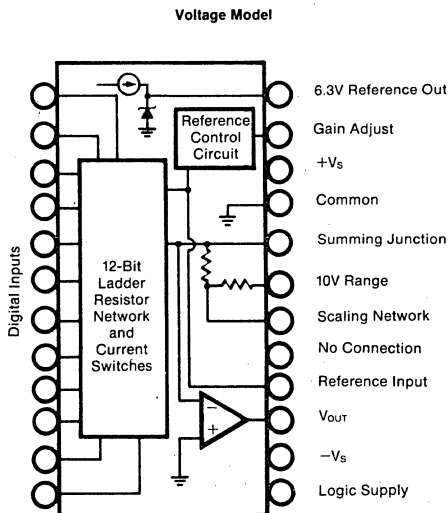 Voltage Model
6.3V Reference Out
Reference
Control
Circuit
Gain Adjust
+Vs
Common
Summing Junction
Digital Inputs
12-Bit
Ladder
Resistor
Network
and
Current
Switches
10V Range
Scaling Network
No Connection
Reference Input
−
+
VOUT
−Vs
Logic Supply